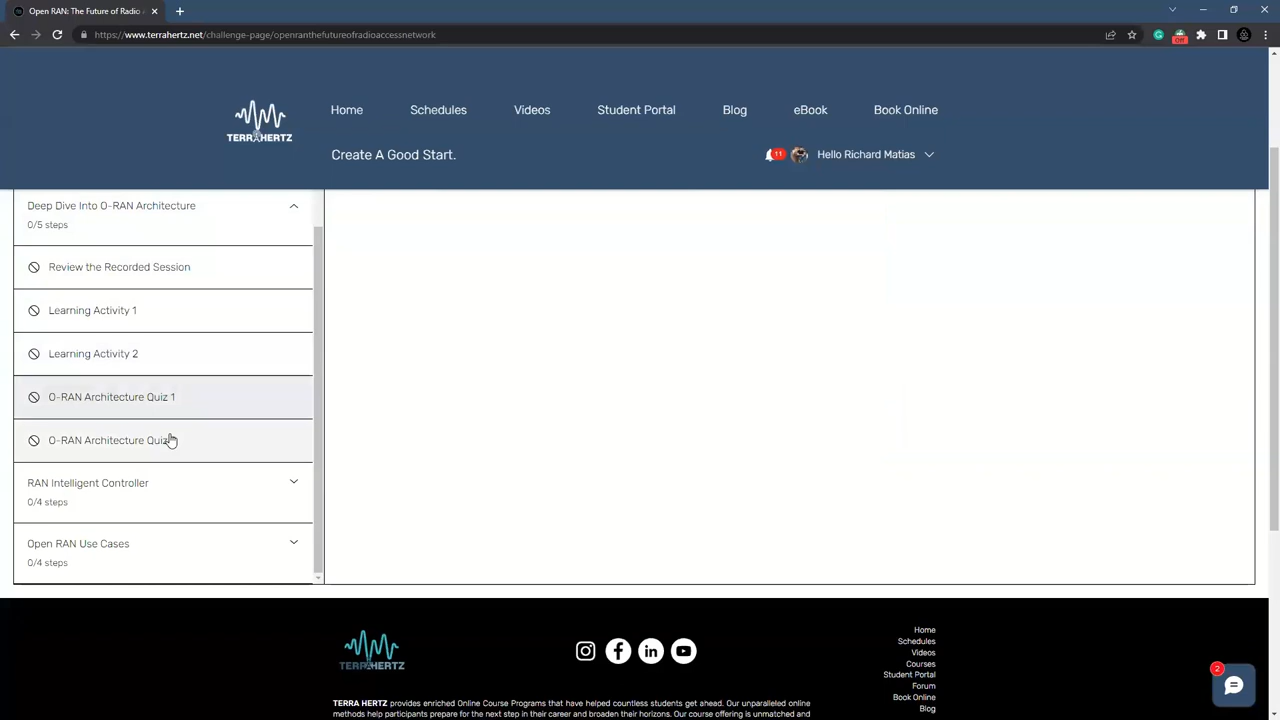 Open RAN: The Future of Radio
https://www.terrahertz.net/challenge-page/openranthefutureofradioaccessnetwork
Off
TERRAHERTZ
Home
Schedules
Videos
Student Portal
Blog
eBook
Book Online
Create A Good Start.
11
Hello Richard Matias
Deep Dive Into O-RAN Architecture
0/5 steps
Review the Recorded Session
Learning Activity 1
Learning Activity 2
O-RAN Architecture Quiz 1
O-RAN Architecture Quiz
RAN Intelligent Controller
0/4 steps
Open RAN Use Cases
0/4 steps
TERRAHERTZ
Home
Schedules
Videos
Courses
Student Portal
Forum
Book Online
Blog
2
TERRA HERTZ provides enriched Online Course Programs that have helped countless students get ahead. Our unparalleled online
methods help participants prepare for the next step in their career and broaden their horizons. Our course offering is unmatched and